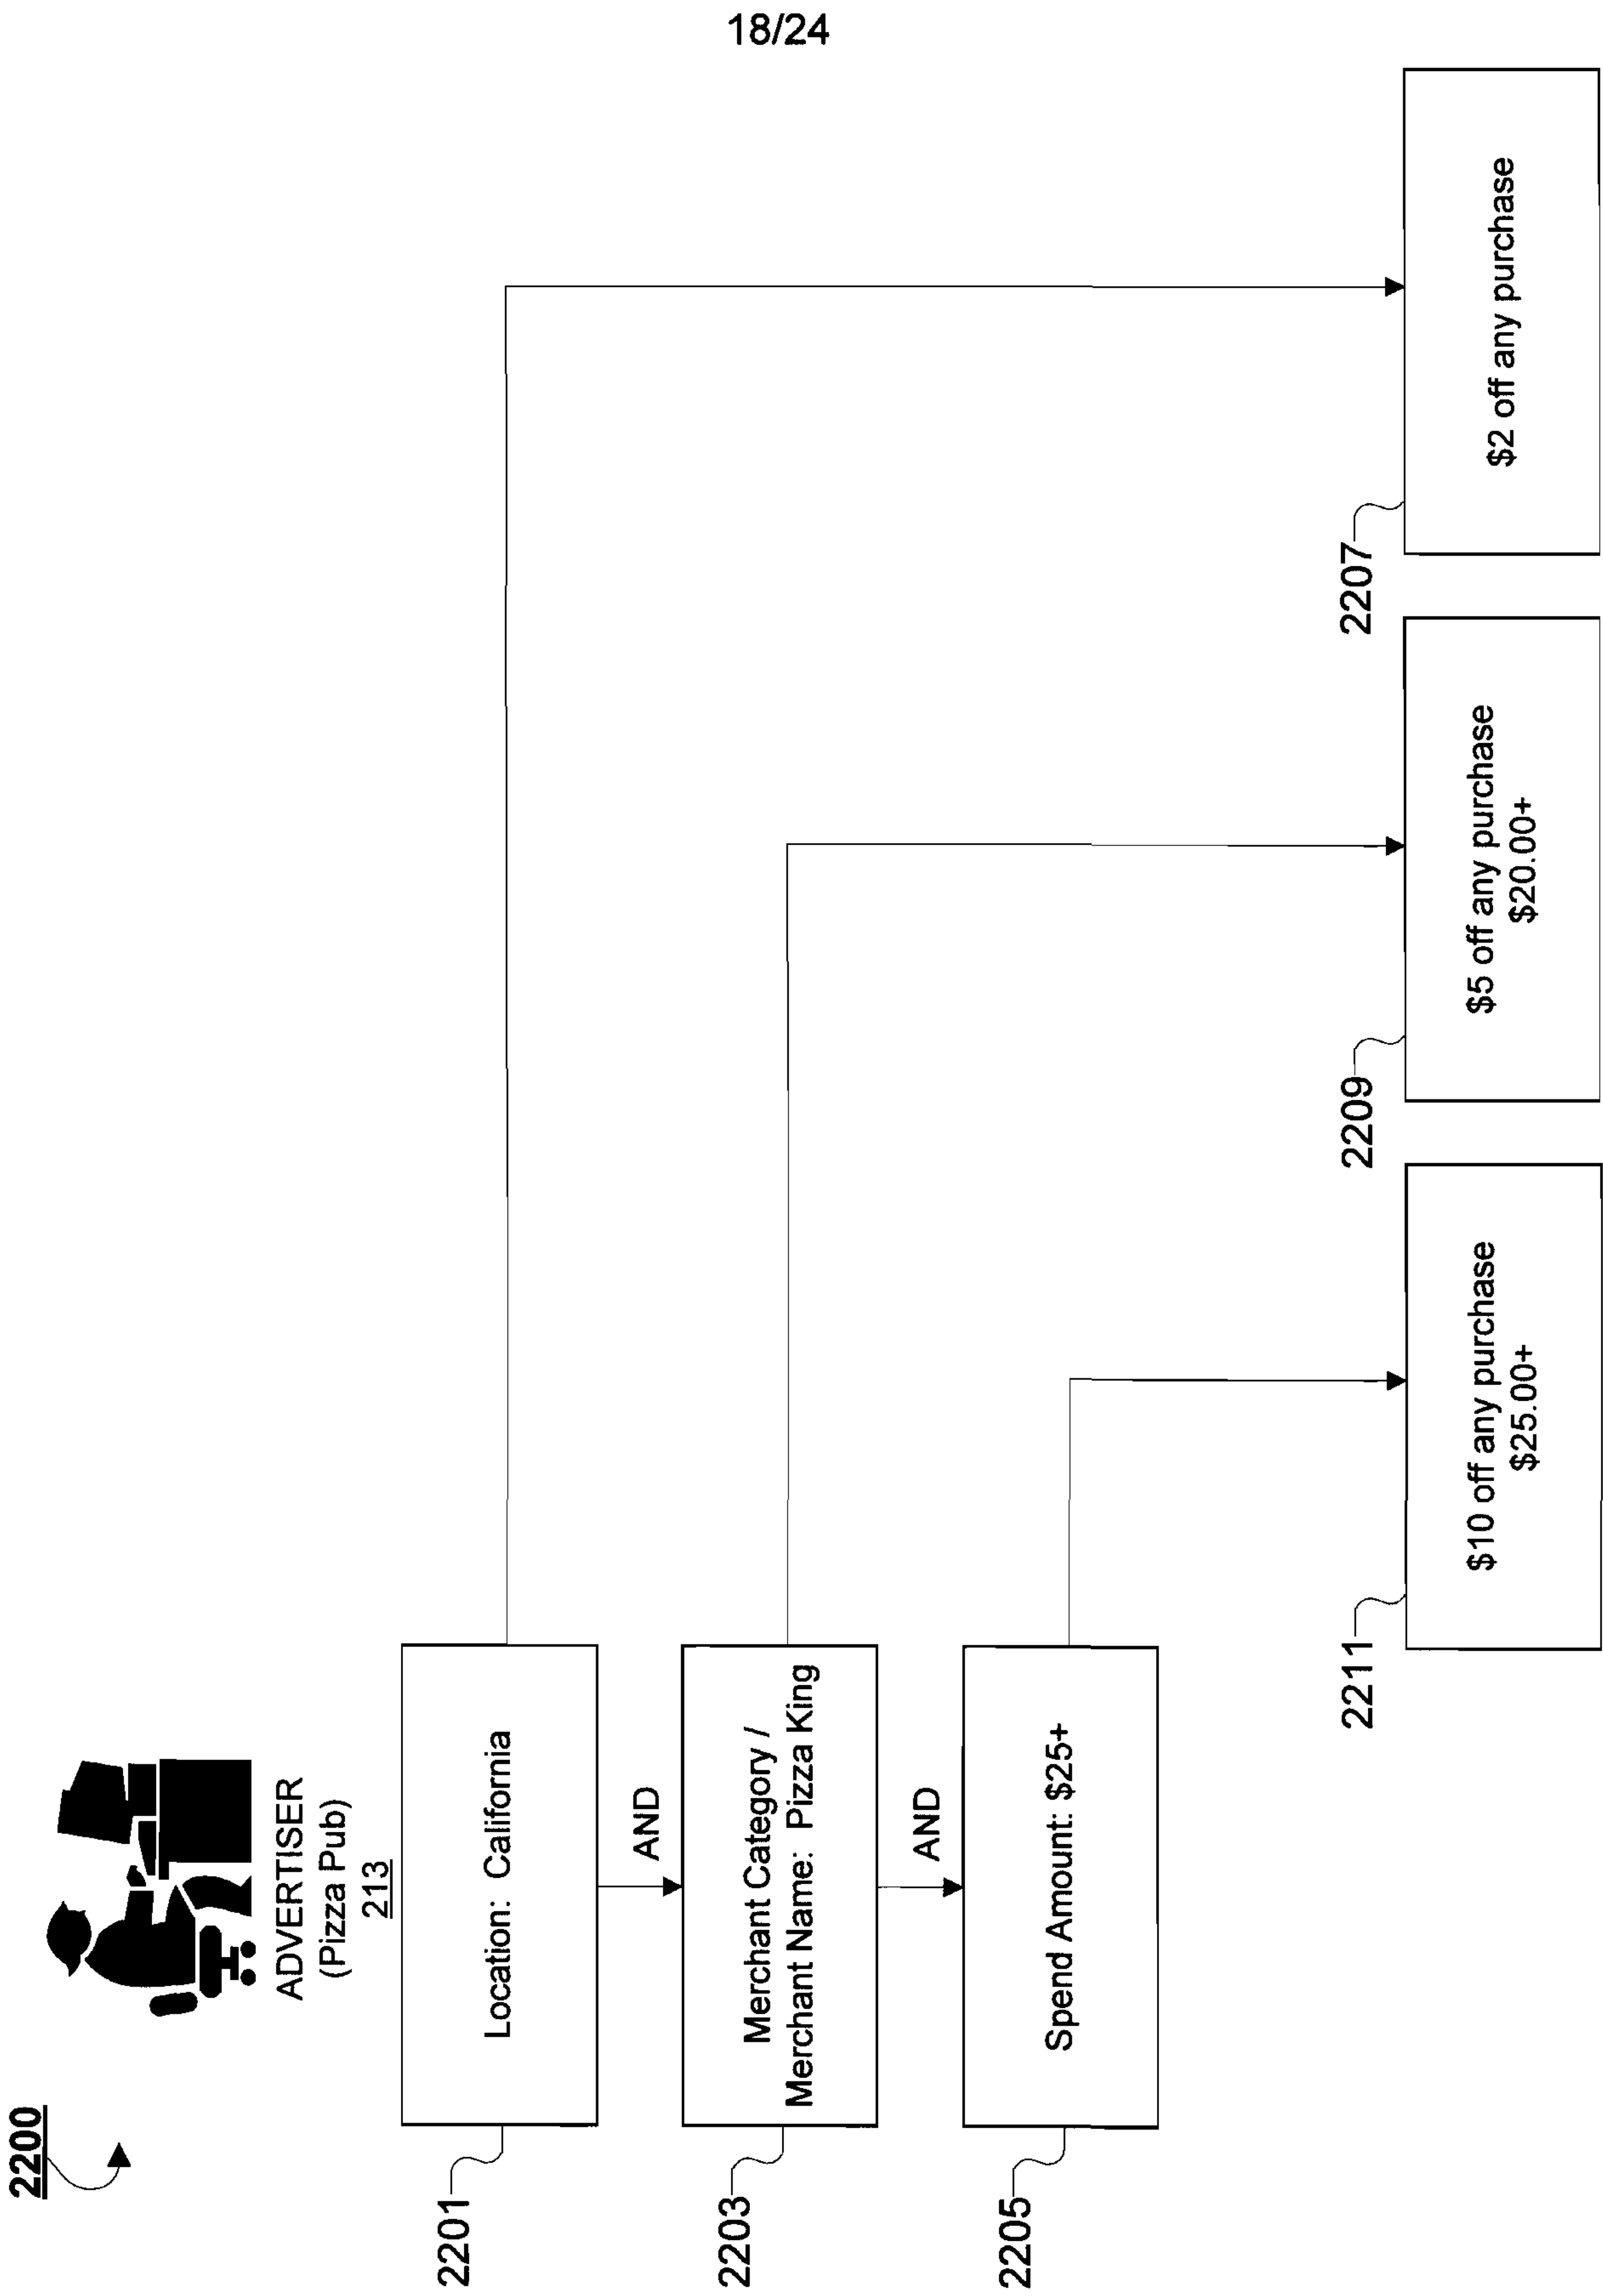 18/24
2200
ADVERTISER
(Pizza Pub)
213
2201
Location: California
AND
2203
Merchant Category /
Merchant Name: Pizza King
AND
2205
Spend Amount: $25+
2211
$10 off any purchase
$25.00+
2209
$5 off any purchase
$20.00+
2207
$2 off any purchase